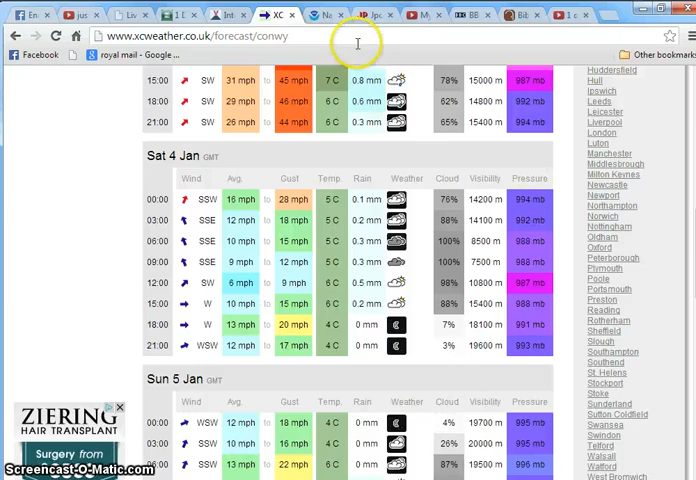 En jus Liv 1 D Int XC Na Jpc My BB Bib 1 o
www.xcweather.co.uk/forecast/conwy
Facebook royal mail - Google ... Other bookmarks
15:00 SW 31 mph to 45 mph 7 C 0.8 mm 78% 15000 m 987 mb
18:00 SW 29 mph to 46 mph 6 C 0.6 mm 62% 14800 m 992 mb
21:00 SW 26 mph to 44 mph 6 C 0.3 mm 65% 15400 m 994 mb
Sat 4 Jan GMT
Wind Avg. Gust Temp. Rain Weather Cloud Visibility Pressure
00:00 SSW 16 mph to 28 mph 5 C 0.1 mm 76% 14200 m 994 mb
03:00 SSE 12 mph to 18 mph 5 C 0.2 mm 88% 14100 m 992 mb
06:00 SSE 10 mph to 15 mph 5 C 0.3 mm 100% 8500 m 988 mb
09:00 SSE 9 mph to 12 mph 5 C 0.3 mm 100% 7500 m 988 mb
12:00 SW 6 mph to 9 mph 6 C 0.5 mm 98% 10800 m 987 mb
15:00 W 10 mph to 15 mph 6 C 0.2 mm 88% 15400 m 988 mb
18:00 W 13 mph to 20 mph 4 C 0 mm 7% 18100 m 991 mb
21:00 WSW 12 mph to 17 mph 4 C 0 mm 3% 19600 m 993 mb
Sun 5 Jan GMT
Wind Avg. Gust Temp. Rain Weather Cloud Visibility Pressure
00:00 WSW 12 mph to 18 mph 4 C 0 mm 4% 19700 m 995 mb
03:00 SSW 10 mph to 16 mph 4 C 0 mm 26% 20000 m 995 mb
06:00 SSW 13 mph to 22 mph 4 C 0 mm 87% 19500 m 996 mb
Huddersfield
Hull
Ipswich
Leeds
Leicester
Liverpool
London
Luton
Manchester
Middlesbrough
Milton Keynes
Newcastle
Newport
Northampton
Norwich
Nottingham
Oldham
Oxford
Peterborough
Plymouth
Poole
Portsmouth
Preston
Reading
Rotherham
Sheffield
Slough
Southampton
Southend
St. Helens
Stockport
Stoke
Sunderland
Sutton Coldfield
Swansea
Swindon
Telford
Walsall
Watford
West Bromwich
ZIERING
HAIR TRANSPLANT
Surgery from
Screencast-O-Matic.com